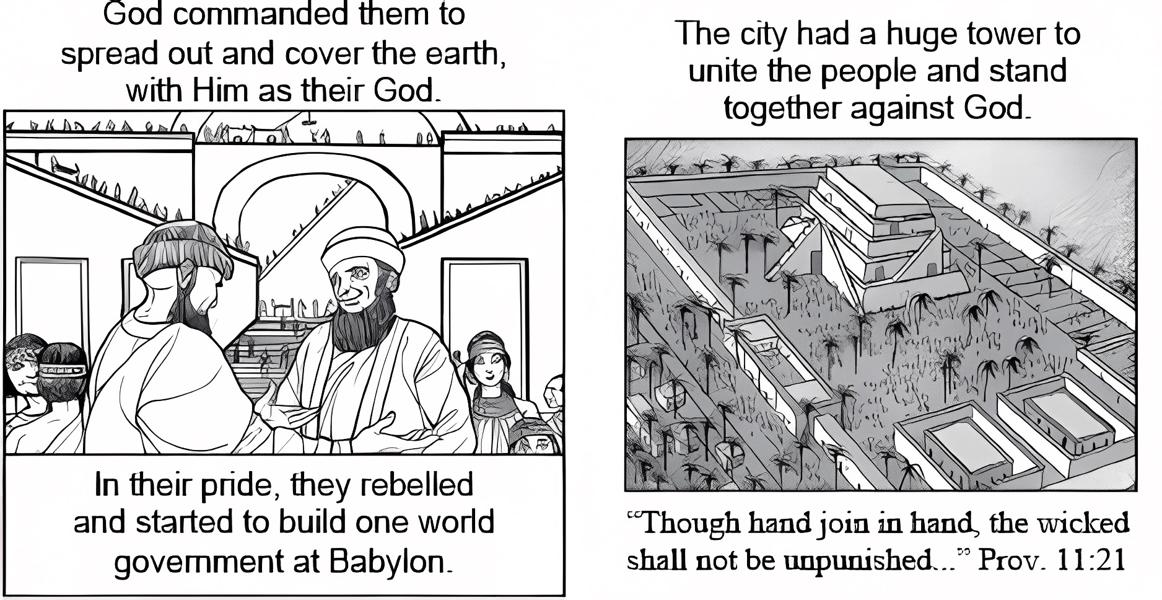 God commanded them to
spread out and cover the earth,
with Him as their God.
In their pride, they rebelled
and started to build one world
government at Babylon.
The city had a huge tower to
unite the people and stand
together against God.
“Though hand join in hand, the wicked
shall not be unpunished...” Prov. 11:21